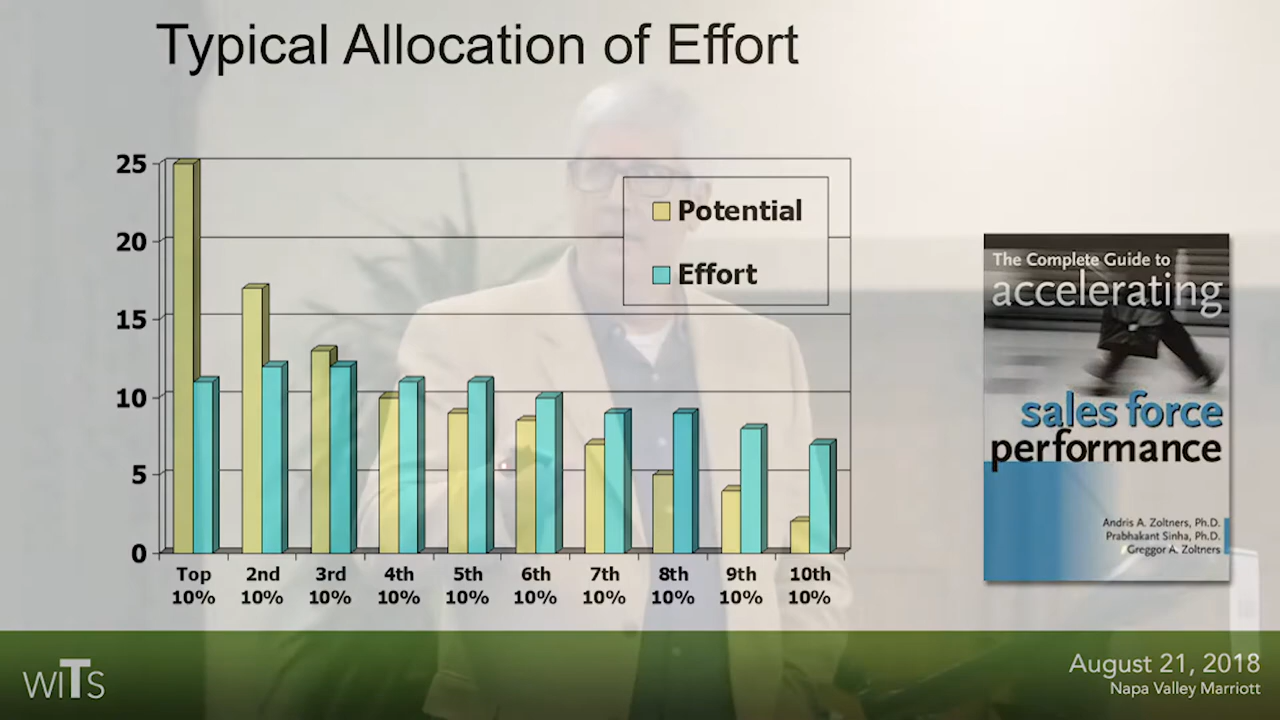 Typical Allocation of Effort
25
20
15
10
5
0
Potential
Effort
Top 10%
2nd 10%
3rd 10%
4th 10%
5th 10%
6th 10%
7th 10%
8th 10%
9th 10%
10th 10%
The Complete Guide to
accelerating
sales force
performance
Andris A. Zoltners, Ph.D.
Prabhakant Sinha, Ph.D.
Greggor A. Zoltners
WITS
August 21, 2018
Napa Valley Marriott